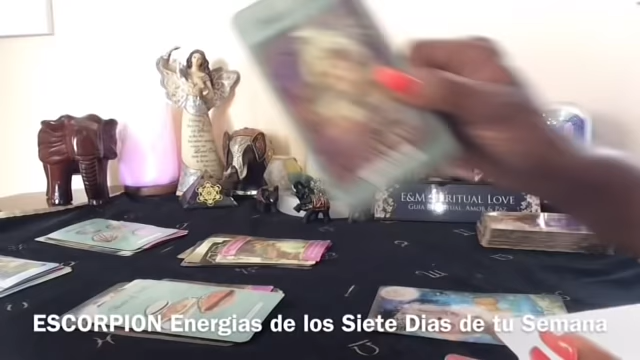 E&M SPIRITUAL LOVE
GUIA ESPIRITUAL, AMOR & PAZ
ESCORPION Energias de los Siete Dias de tu Semana